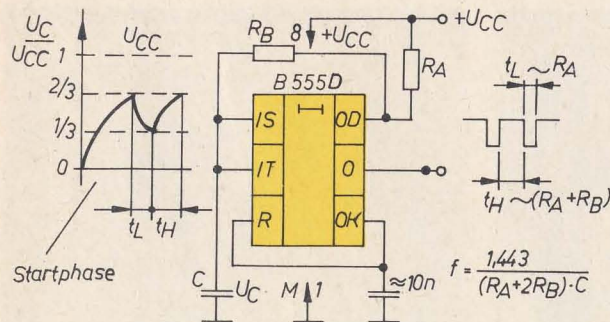 U_C/U_CC
1
U_CC
2/3
1/3
0
t_L
t_H
Startphase
R_B
8
+U_CC
+U_CC
R_A
B 555D
IS
OD
IT
O
R
OK
C
U_C
M
1
≈10n
t_L ~R_A
t_H ~(R_A+R_B)
f = 1,443/((R_A+2R_B)·C)